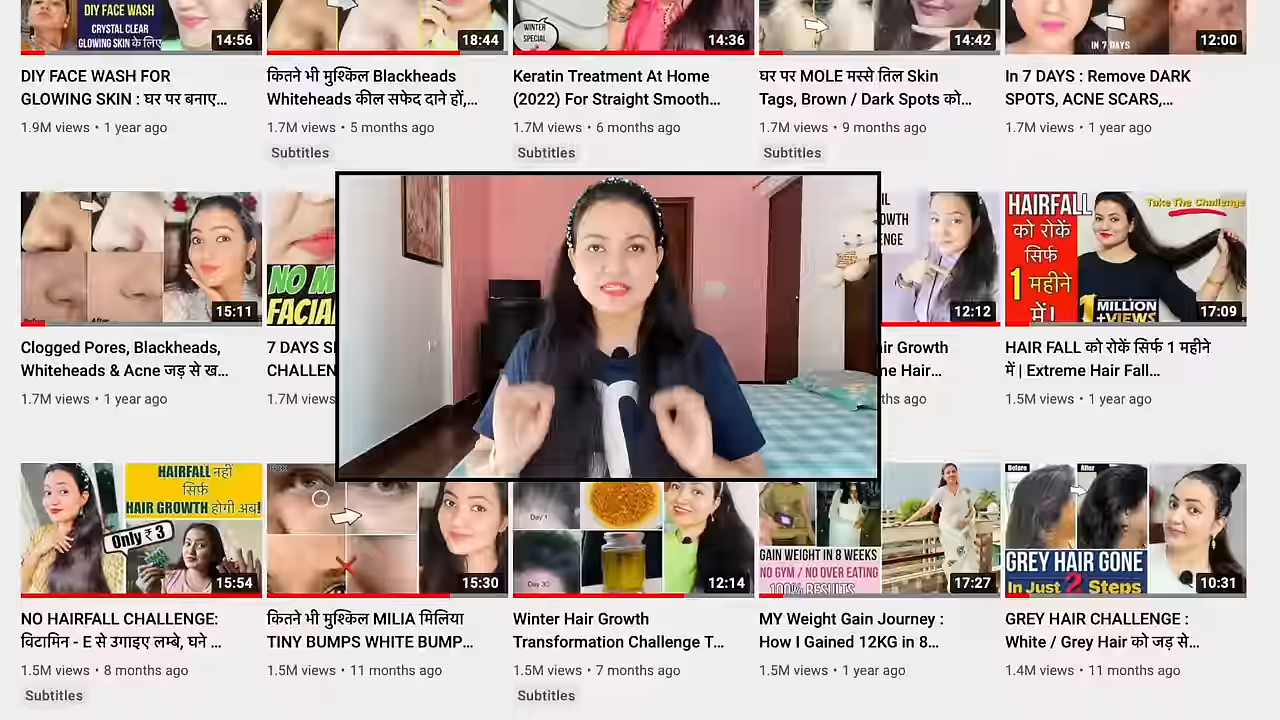 DIY FACE WASH
CRYSTAL CLEAR
GLOWING SKIN के लिए
14:56
18:44
WINTER
SPECIAL
14:36
14:42
IN 7 DAYS
12:00
DIY FACE WASH FOR
GLOWING SKIN : घर पर बनाए...
1.9M views • 1 year ago
कितने भी मुश्किल Blackheads
Whiteheads कील सफेद दाने हों,...
1.7M views • 5 months ago
Subtitles
Keratin Treatment At Home
(2022) For Straight Smooth...
1.7M views • 6 months ago
Subtitles
घर पर MOLE मस्से तिल Skin
Tags, Brown / Dark Spots को...
1.7M views • 9 months ago
Subtitles
In 7 DAYS : Remove DARK
SPOTS, ACNE SCARS,...
1.7M views • 1 year ago
Before
After
15:11
NO M
FACIA
IL
OWTH
ENGE
12:12
HAIRFALL
को रोकें
सिर्फ
1 महीने
में!
Take The Challenge
1 MILLION
+VIEWS
17:09
Clogged Pores, Blackheads,
Whiteheads & Acne जड़ से ख...
1.7M views • 1 year ago
7 DAYS S
CHALLEN
1.7M views
air Growth
ne Hair...
ths ago
HAIR FALL को रोकें सिर्फ 1 महीने
में | Extreme Hair Fall...
1.5M views • 1 year ago
HAIRFALL नहीं
सिर्फ
HAIR GROWTH होगी अब!
Only ₹ 3
15:54
15:30
Day 1
Day 30
12:14
GAIN WEIGHT IN 8 WEEKS
NO GYM / NO OVER EATING
100% RESULTS
17:27
Before
After
GREY HAIR GONE
In Just 2 Steps
10:31
NO HAIRFALL CHALLENGE:
विटामिन - E से उगाइए लम्बे, घने ...
1.5M views • 8 months ago
Subtitles
कितने भी मुश्किल MILIA मिलिया
TINY BUMPS WHITE BUMP...
1.5M views • 11 months ago
Winter Hair Growth
Transformation Challenge T...
1.5M views • 7 months ago
Subtitles
MY Weight Gain Journey :
How I Gained 12KG in 8...
1.5M views • 1 year ago
GREY HAIR CHALLENGE :
White / Grey Hair को जड़ से...
1.4M views • 11 months ago